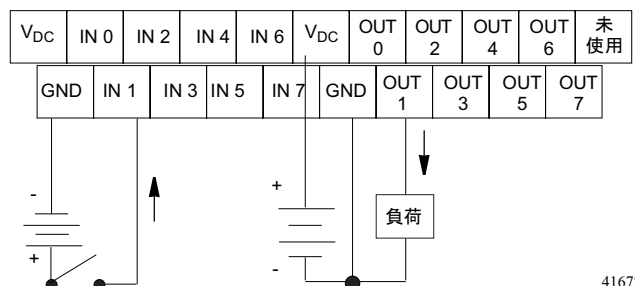 VDC IN 0 IN 2 IN 4 IN 6 VDC OUT 0 OUT 2 OUT 4 OUT 6 未使用
GND IN 1 IN 3 IN 5 IN 7 GND OUT 1 OUT 3 OUT 5 OUT 7
-
+
+
-
負荷